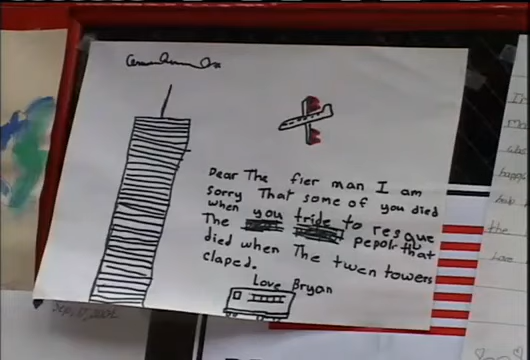 Dear The fier man I am
sorry That some of you died
when you tride to resque
The pepol that
died when The twen towers
claped.
Love Bryan